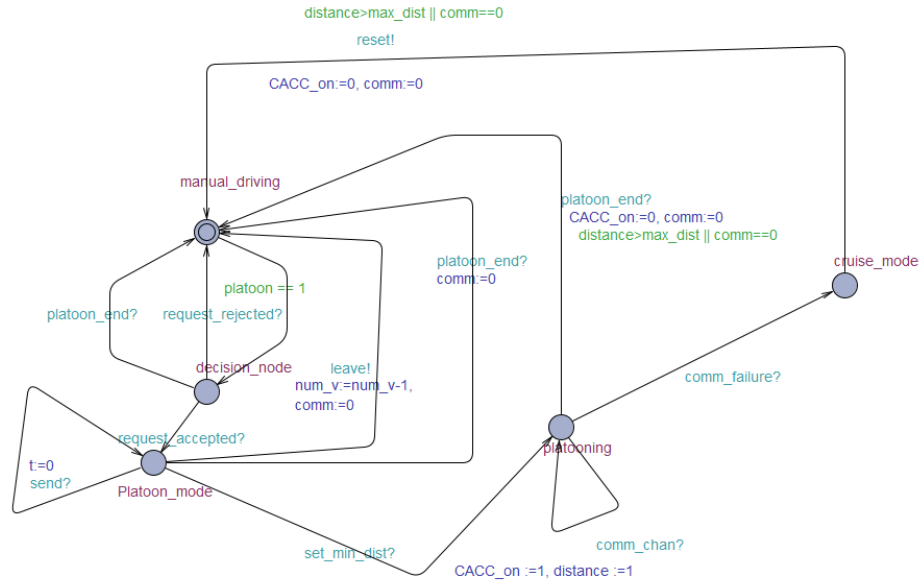 distance>max_dist || comm==0
reset!
CACC_on:=0, comm:=0
manual_driving
platoon_end?
CACC_on:=0, comm:=0
distance>max_dist || comm==0
platoon_end?
comm:=0
cruise_mode
platoon == 1
platoon_end?
request_rejected?
decision_node
leave!
num_v:=num_v-1,
comm:=0
comm_failure?
request_accepted?
platooning
t:=0
send?
Platoon_mode
set_min_dist?
comm_chan?
CACC_on :=1, distance :=1